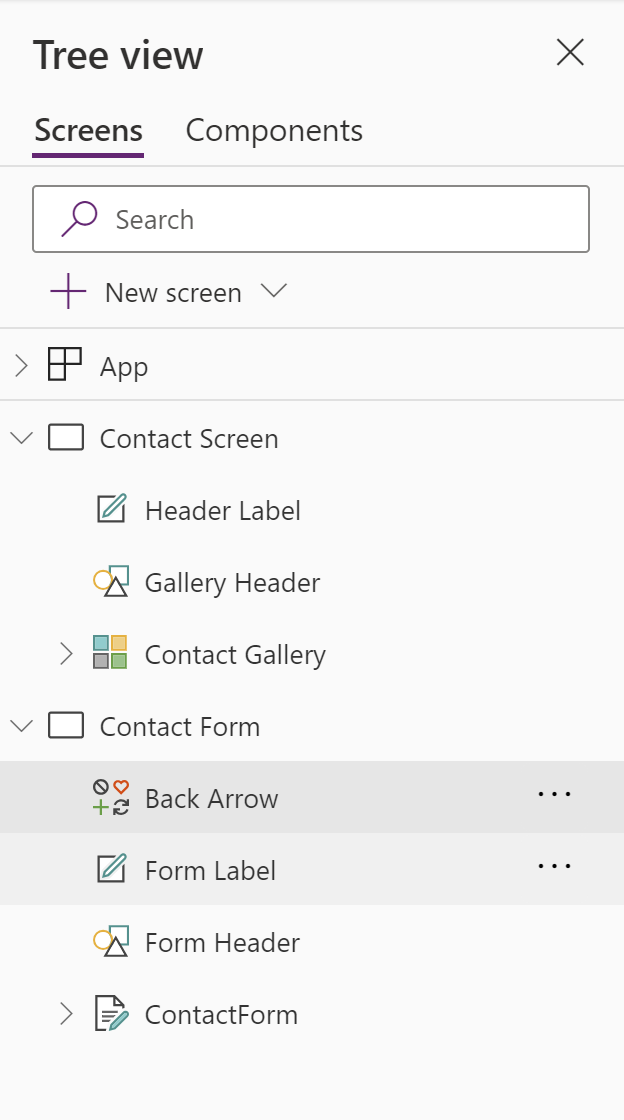 Tree view
Screens Components
Search
New screen
App
Contact Screen
Header Label
Gallery Header
Contact Gallery
Contact Form
Back Arrow ...
Form Label ...
Form Header
ContactForm